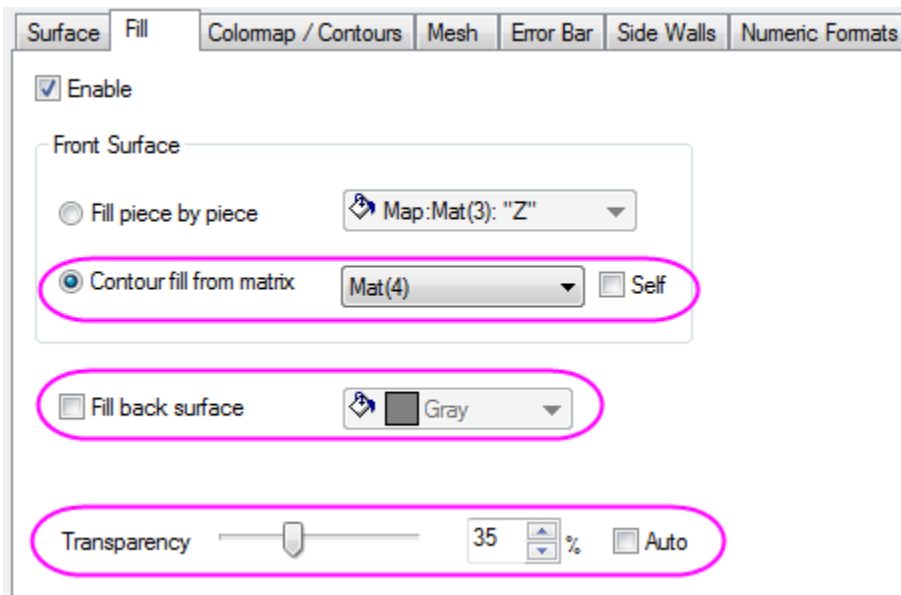 Surface Fill Colormap / Contours Mesh Error Bar Side Walls Numeric Formats
Enable
Front Surface
Fill piece by piece Map:Mat(3): "Z"
Contour fill from matrix Mat(4) Self
Fill back surface Gray
Transparency 35 % Auto